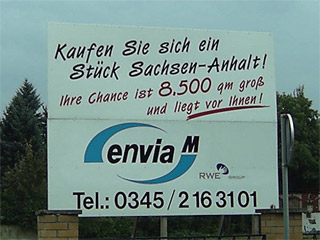 Kaufen Sie sich ein
Stück Sachsen-Anhalt!
Ihre Chance ist 8.500 qm groß
und liegt vor Ihnen!
envia M
RWE GROUP
Tel.: 0345/2163101